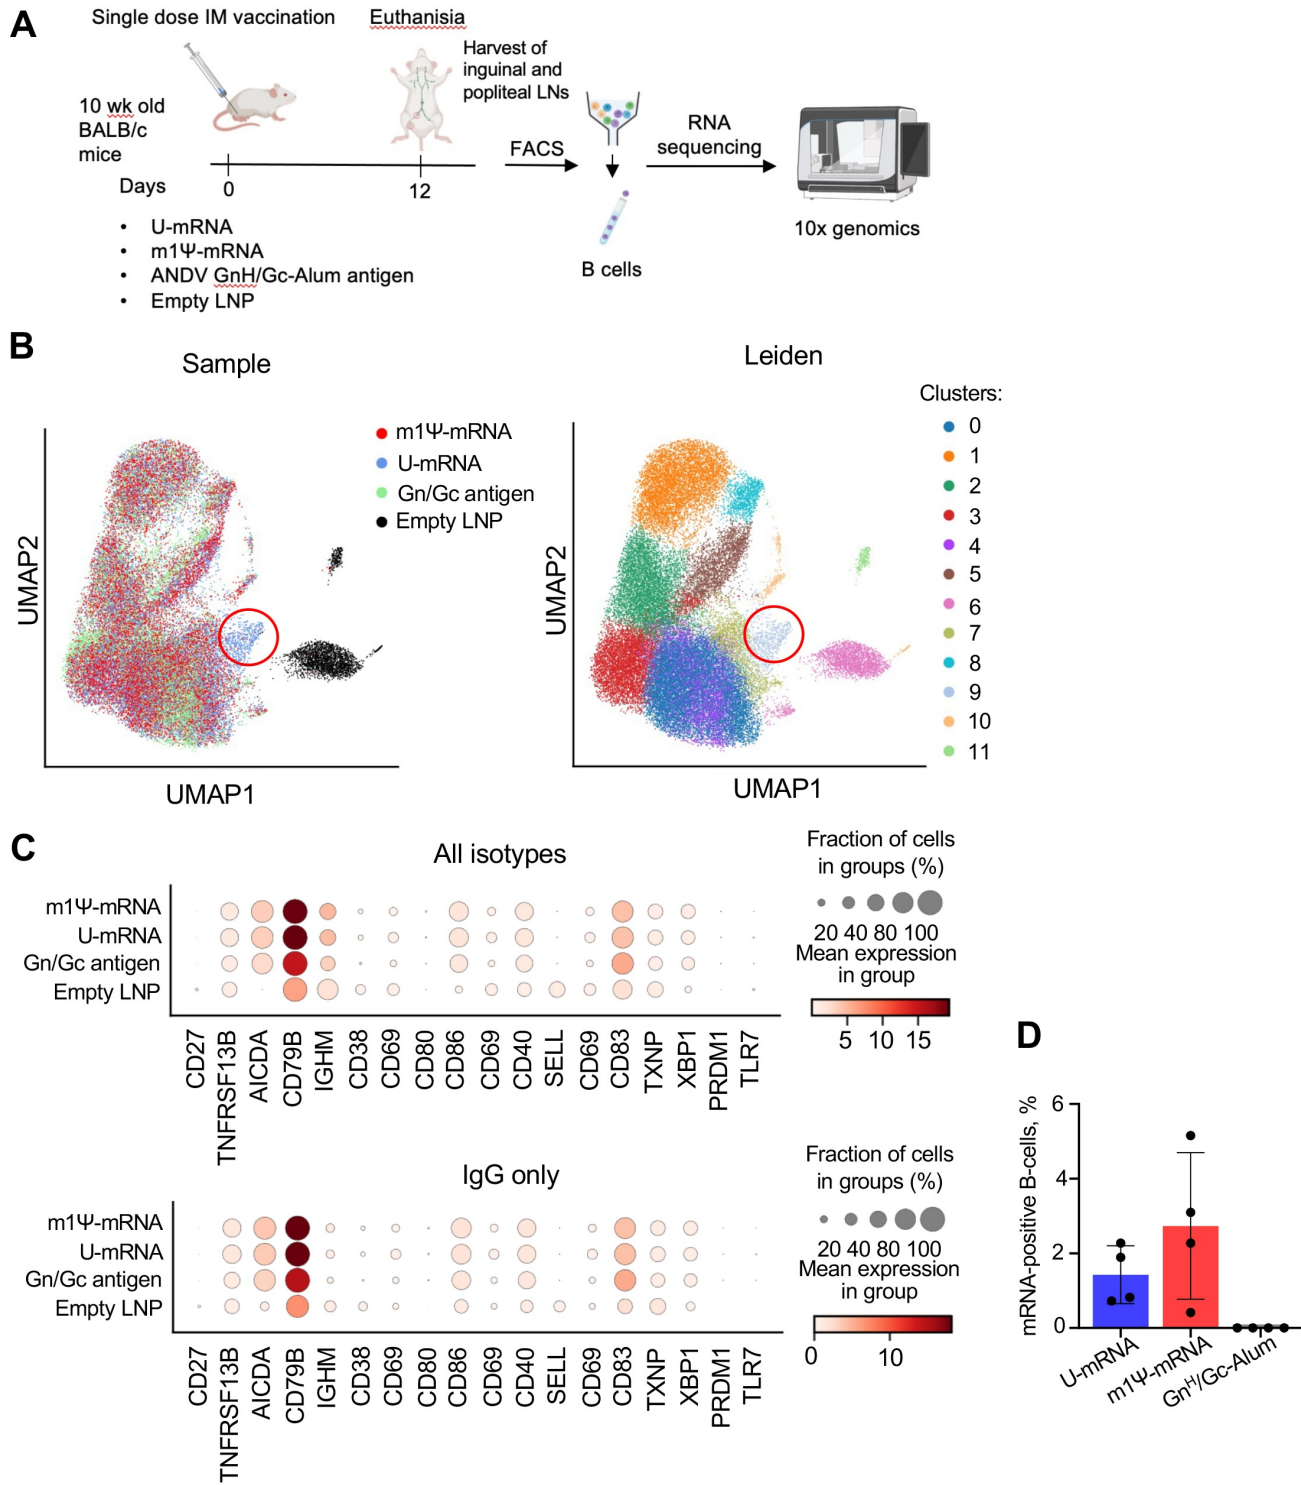 A
Single dose IM vaccination
Euthanisia
Harvest of
inguinal and
popliteal LNs
10 wk old
BALB/c
mice
FACS
RNA
sequencing
Days
0
12
B cells
10x genomics
• U-mRNA
• m1Ψ-mRNA
• ANDV GnH/Gc-Alum antigen
• Empty LNP
B
Sample
m1Ψ-mRNA
U-mRNA
Gn/Gc antigen
Empty LNP
UMAP2
UMAP1
Leiden
Clusters:
0
1
2
3
4
5
6
7
8
9
10
11
UMAP2
UMAP1
C
All isotypes
m1Ψ-mRNA
U-mRNA
Gn/Gc antigen
Empty LNP
CD27
TNFRSF13B
AICDA
CD79B
IGHM
CD38
CD69
CD80
CD86
CD69
CD40
SELL
CD69
CD83
TXNP
XBP1
PRDM1
TLR7
Fraction of cells
in groups (%)
20 40 80 100
Mean expression
in group
5 10 15
IgG only
m1Ψ-mRNA
U-mRNA
Gn/Gc antigen
Empty LNP
CD27
TNFRSF13B
AICDA
CD79B
IGHM
CD38
CD69
CD80
CD86
CD69
CD40
SELL
CD69
CD83
TXNP
XBP1
PRDM1
TLR7
Fraction of cells
in groups (%)
20 40 80 100
Mean expression
in group
0 10
D
mRNA-positive B-cells, %
6
4
2
0
U-mRNA
m1Ψ-mRNA
Gn^H/Gc-Alum